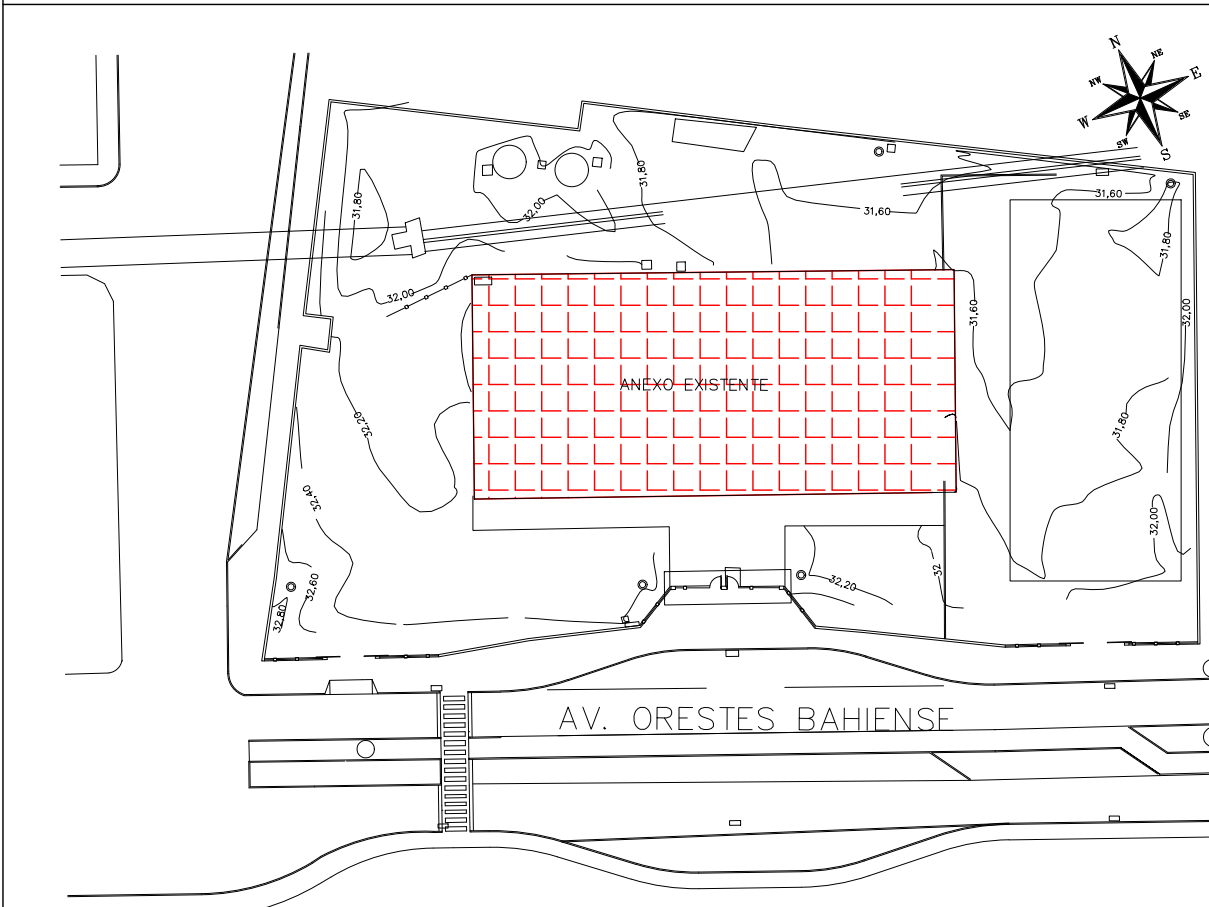 N
NE
E
NW
W
SE
SW
S
31,80
31,80
32,00
31,60
31,60
31,80
32,00
32,00
31,60
ANEXO EXISTENTE
32,20
31,80
32,40
32,00
32,60
32,80
32,20
32
AV. ORESTES BAHIENSE